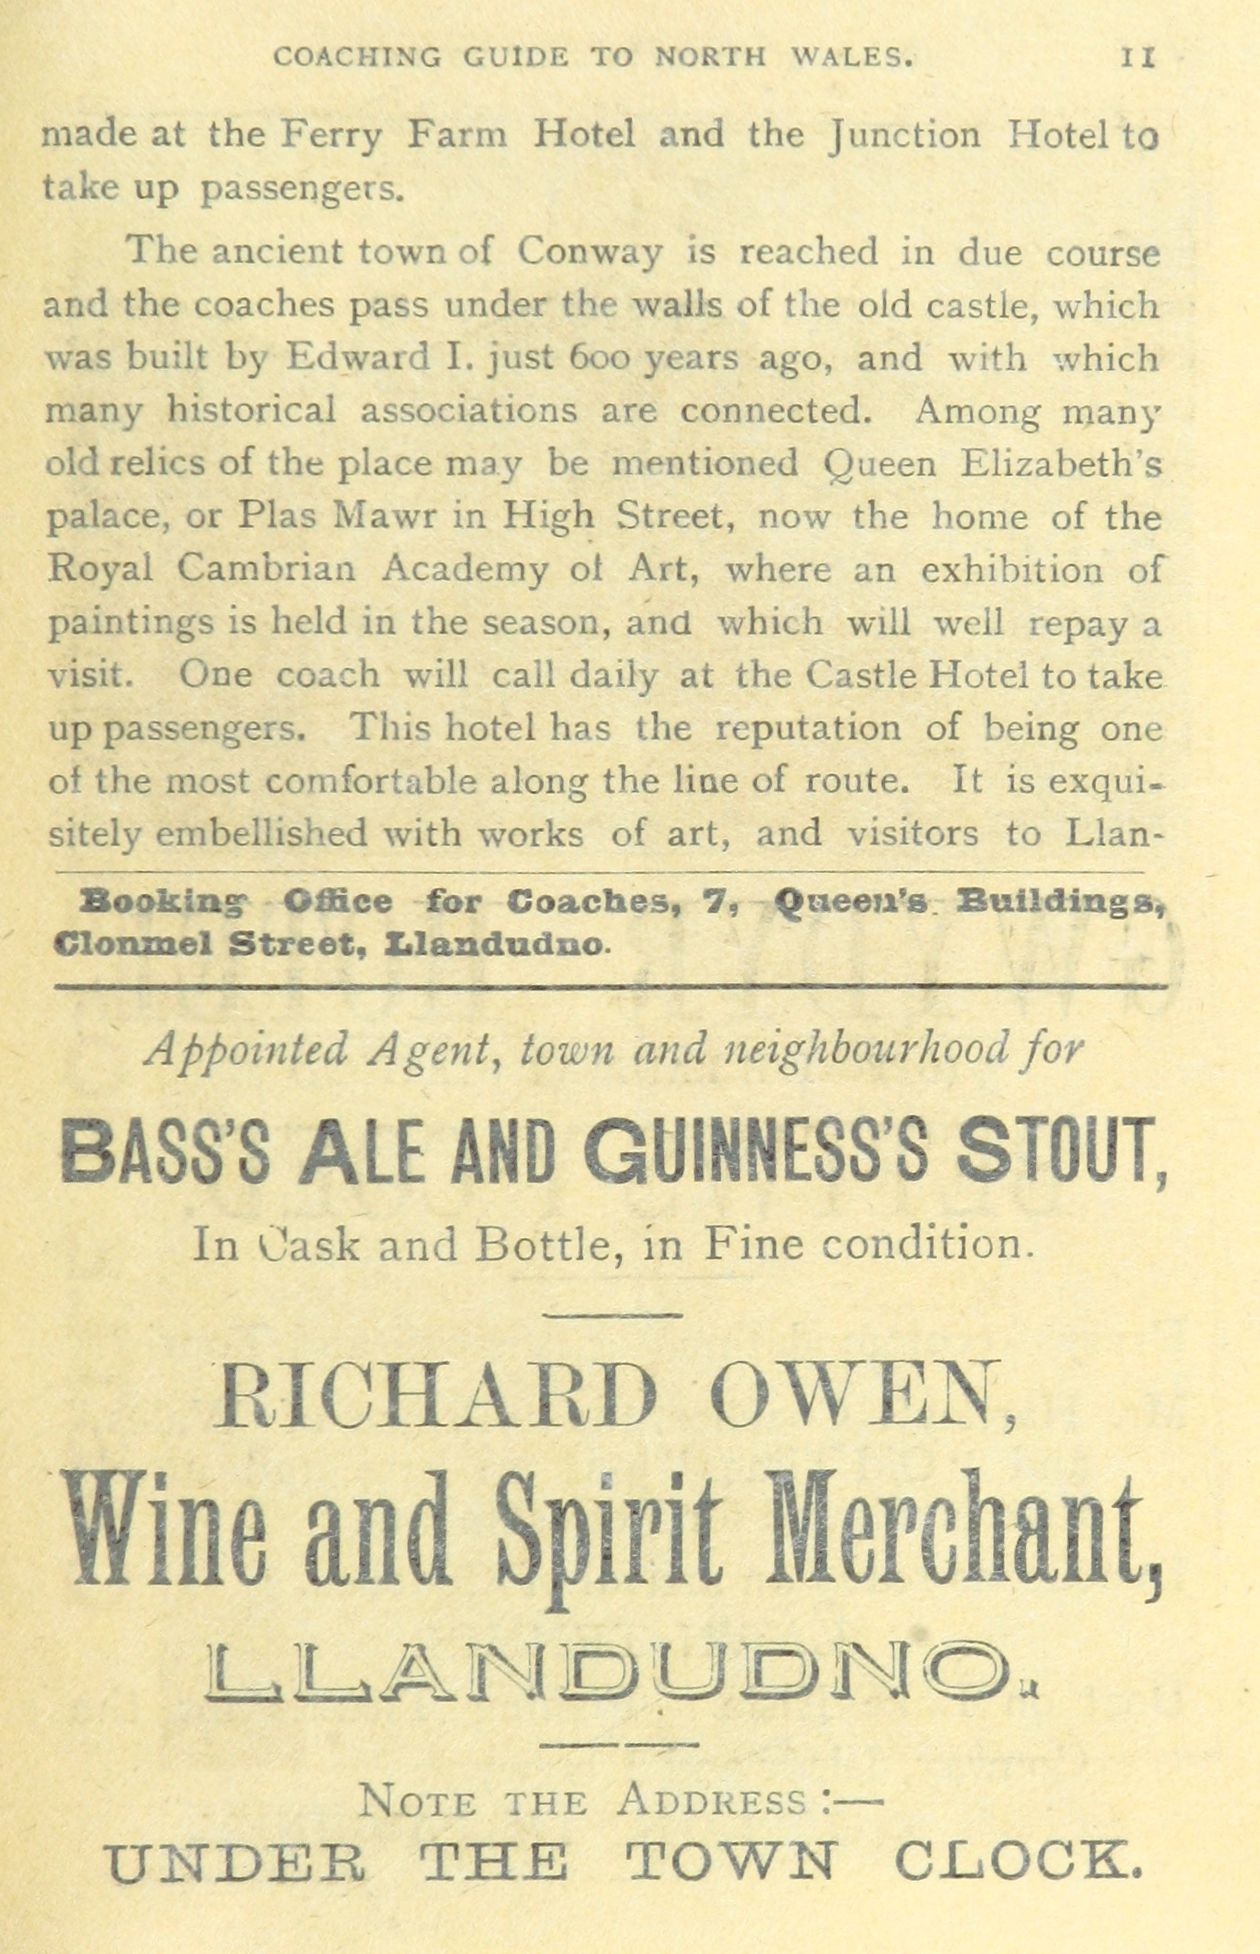 COACHING GUIDE TO NORTH WALES. 11
made at the Ferry Farm Hotel and the Junction Hotel to
take up passengers.
The ancient town of Conway is reached in due course
and the coaches pass under the walls of the old castle, which
was built by Edward I. just 600 years ago, and with which
many historical associations are connected. Among many
old relics of the place may be mentioned Queen Elizabeth's
palace, or Plas Mawr in High Street, now the home of the
Royal Cambrian Academy of Art, where an exhibition of
paintings is held in the season, and which will well repay a
visit. One coach will call daily at the Castle Hotel to take
up passengers. This hotel has the reputation of being one
of the most comfortable along the line of route. It is exqui-
sitely embellished with works of art, and visitors to Llan-
Booking Office for Coaches, 7, Queen's Buildings,
Clonmel Street, Llandudno.
Appointed Agent, town and neighbourhood for
BASS'S ALE AND GUINNESS'S STOUT,
In Cask and Bottle, in Fine condition.
RICHARD OWEN,
Wine and Spirit Merchant,
LLANDUDNO.
NOTE THE ADDRESS:—
UNDER THE TOWN CLOCK.